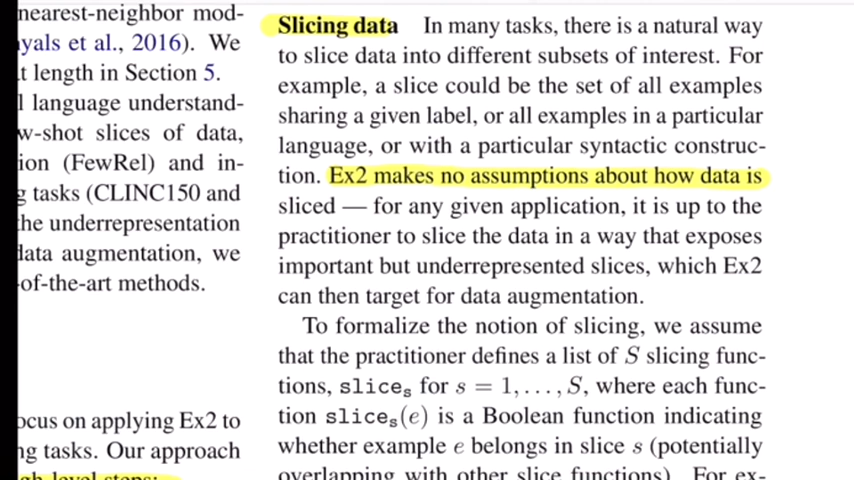 nearest-neighbor mod-
yals et al., 2016). We
t length in Section 5.
l language understand-
w-shot slices of data,
ion (FewRel) and in-
g tasks (CLINC150 and
he underrepresentation
data augmentation, we
-of-the-art methods.
ocus on applying Ex2 to
ng tasks. Our approach
gh-level steps:
Slicing data In many tasks, there is a natural way
to slice data into different subsets of interest. For
example, a slice could be the set of all examples
sharing a given label, or all examples in a particular
language, or with a particular syntactic construc-
tion. Ex2 makes no assumptions about how data is
sliced — for any given application, it is up to the
practitioner to slice the data in a way that exposes
important but underrepresented slices, which Ex2
can then target for data augmentation.
To formalize the notion of slicing, we assume
that the practitioner defines a list of S slicing func-
tions, slice_s for s = 1, . . . , S, where each func-
tion slice_s(e) is a Boolean function indicating
whether example e belongs in slice s (potentially
overlapping with other slice functions). For ex-